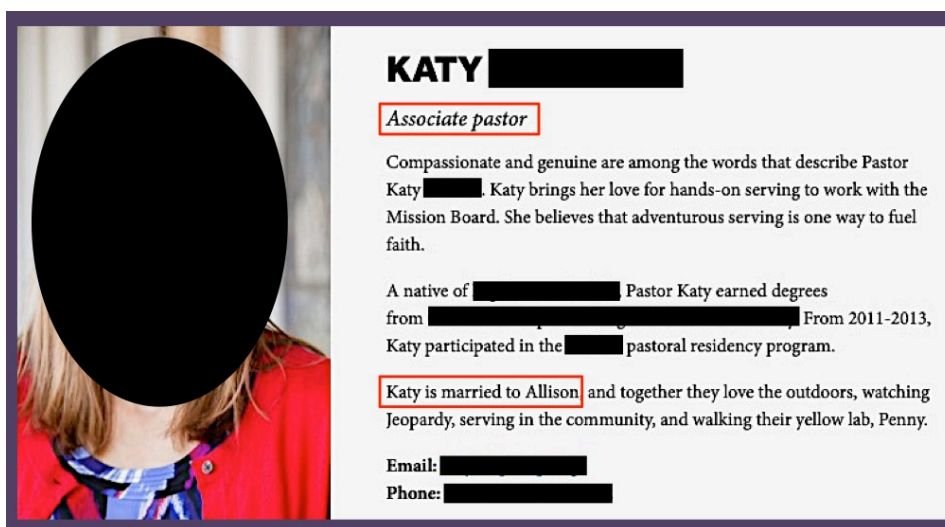 KATY
Associate pastor
Compassionate and genuine are among the words that describe Pastor
Katy . Katy brings her love for hands-on serving to work with the
Mission Board. She believes that adventurous serving is one way to fuel
faith.
A native of , Pastor Katy earned degrees
from From 2011-2013,
Katy participated in the pastoral residency program.
Katy is married to Allison, and together they love the outdoors, watching
Jeopardy, serving in the community, and walking their yellow lab, Penny.
Email:
Phone: